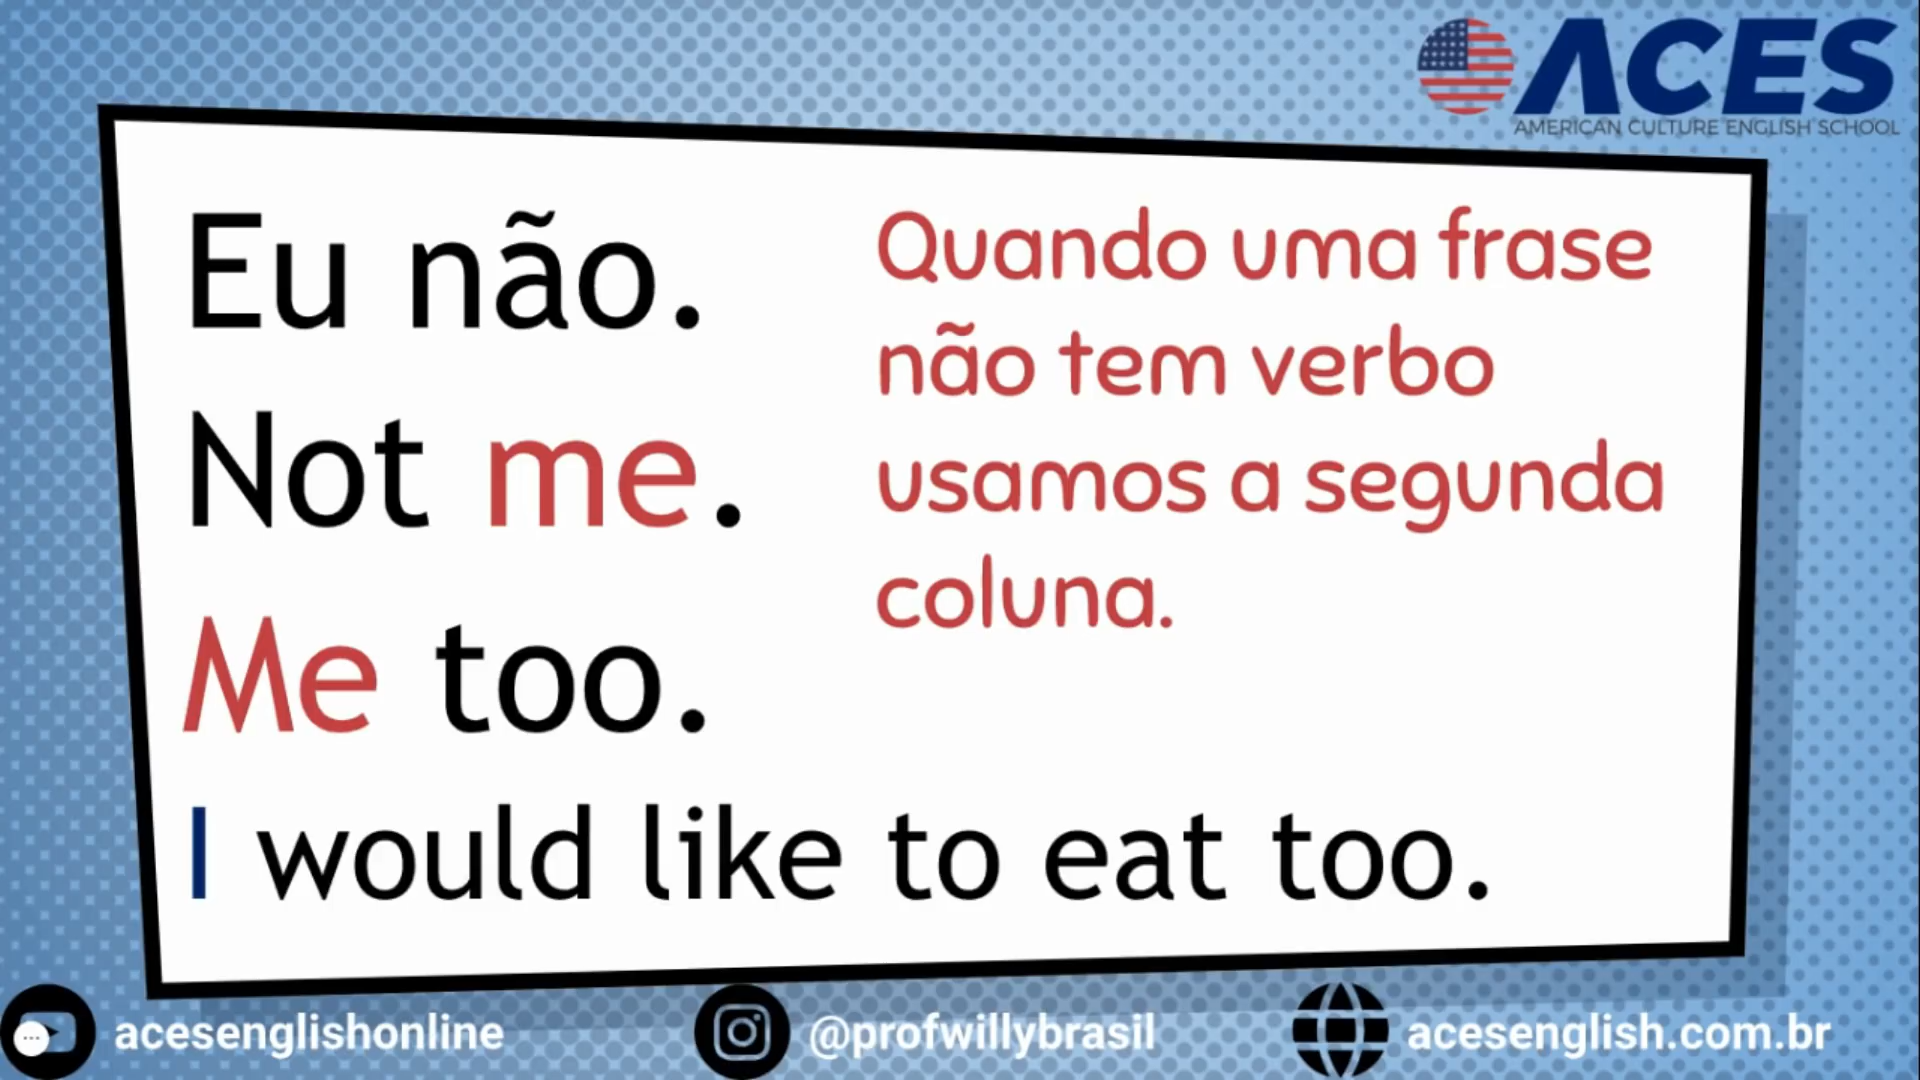 ACES
AMERICAN CULTURE ENGLISH SCHOOL
Eu não.
Not me.
Me too.
I would like to eat too.
Quando uma frase
não tem verbo
usamos a segunda
coluna.
acesenglishonline
@profwillybrasil
acesenglish.com.br